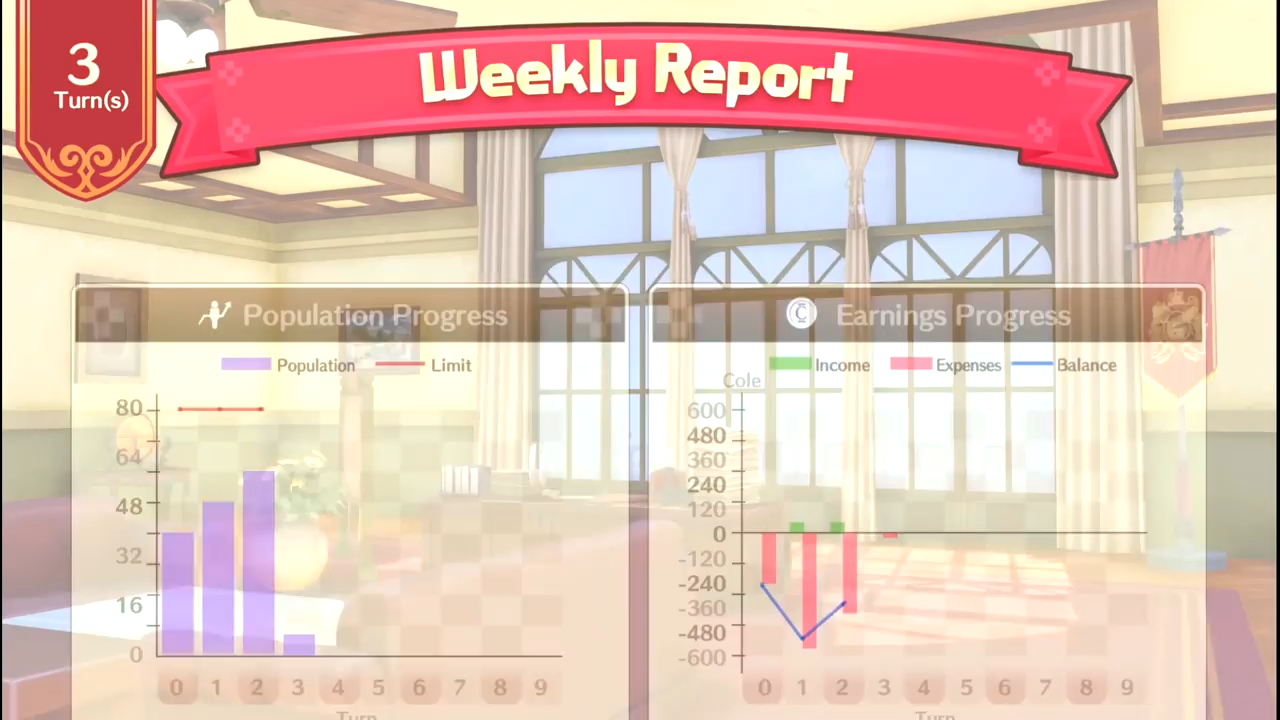 3
Turn(s)
Weekly Report
Population Progress
Population
Limit
80
64
48
32
16
0
0 1 2 3 4 5 6 7 8 9
Turn
Earnings Progress
Income
Expenses
Balance
Cole
600
480
360
240
120
0
-120
-240
-360
-480
-600
0 1 2 3 4 5 6 7 8 9
Turn